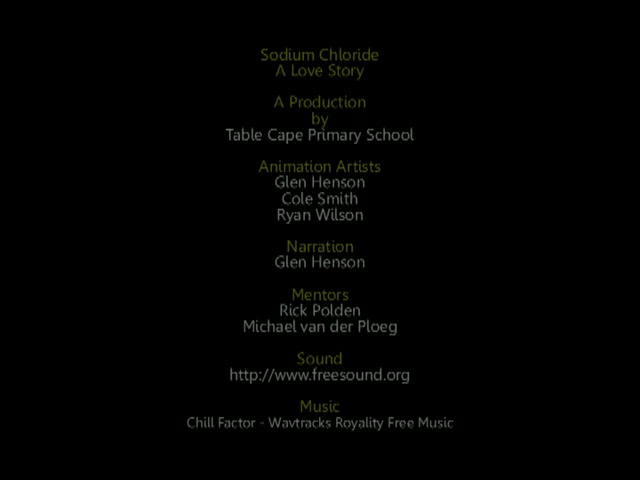 Sodium Chloride
A Love Story
A Production
by
Table Cape Primary School
Animation Artists
Glen Henson
Cole Smith
Ryan Wilson
Narration
Glen Henson
Mentors
Rick Polden
Michael van der Ploeg
Sound
http://www.freesound.org
Music
Chill Factor - Wavtracks Royality Free Music